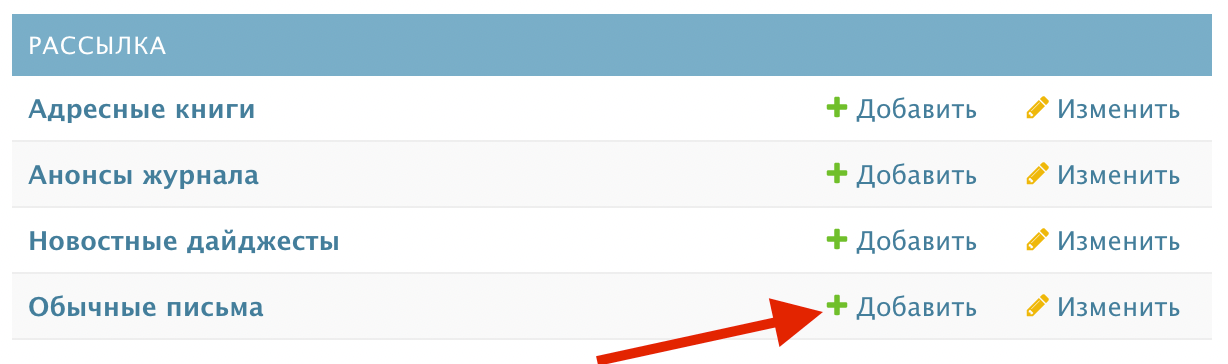 РАССЫЛКА
Адресные книги Добавить Изменить
Анонсы журнала Добавить Изменить
Новостные дайджесты Добавить Изменить
Обычные письма Добавить Изменить